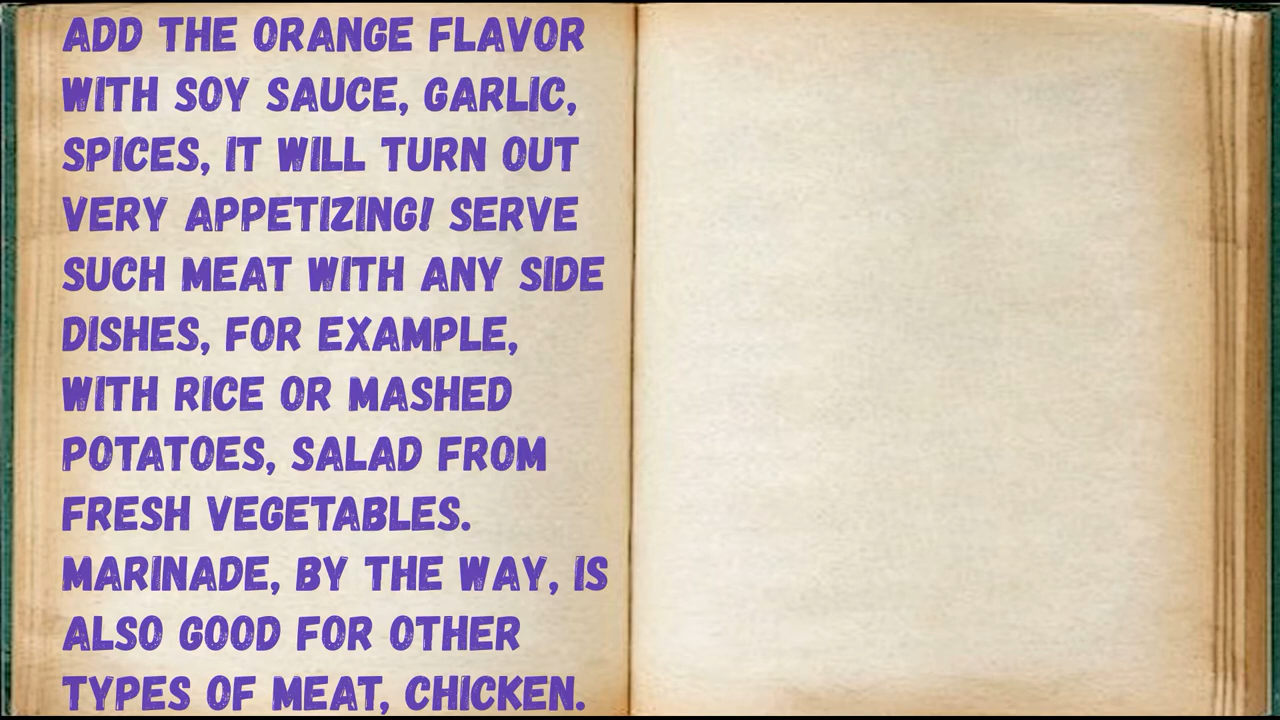 ADD THE ORANGE FLAVOR
WITH SOY SAUCE, GARLIC,
SPICES, IT WILL TURN OUT
VERY APPETIZING! SERVE
SUCH MEAT WITH ANY SIDE
DISHES, FOR EXAMPLE,
WITH RICE OR MASHED
POTATOES, SALAD FROM
FRESH VEGETABLES.
MARINADE, BY THE WAY, IS
ALSO GOOD FOR OTHER
TYPES OF MEAT, CHICKEN.